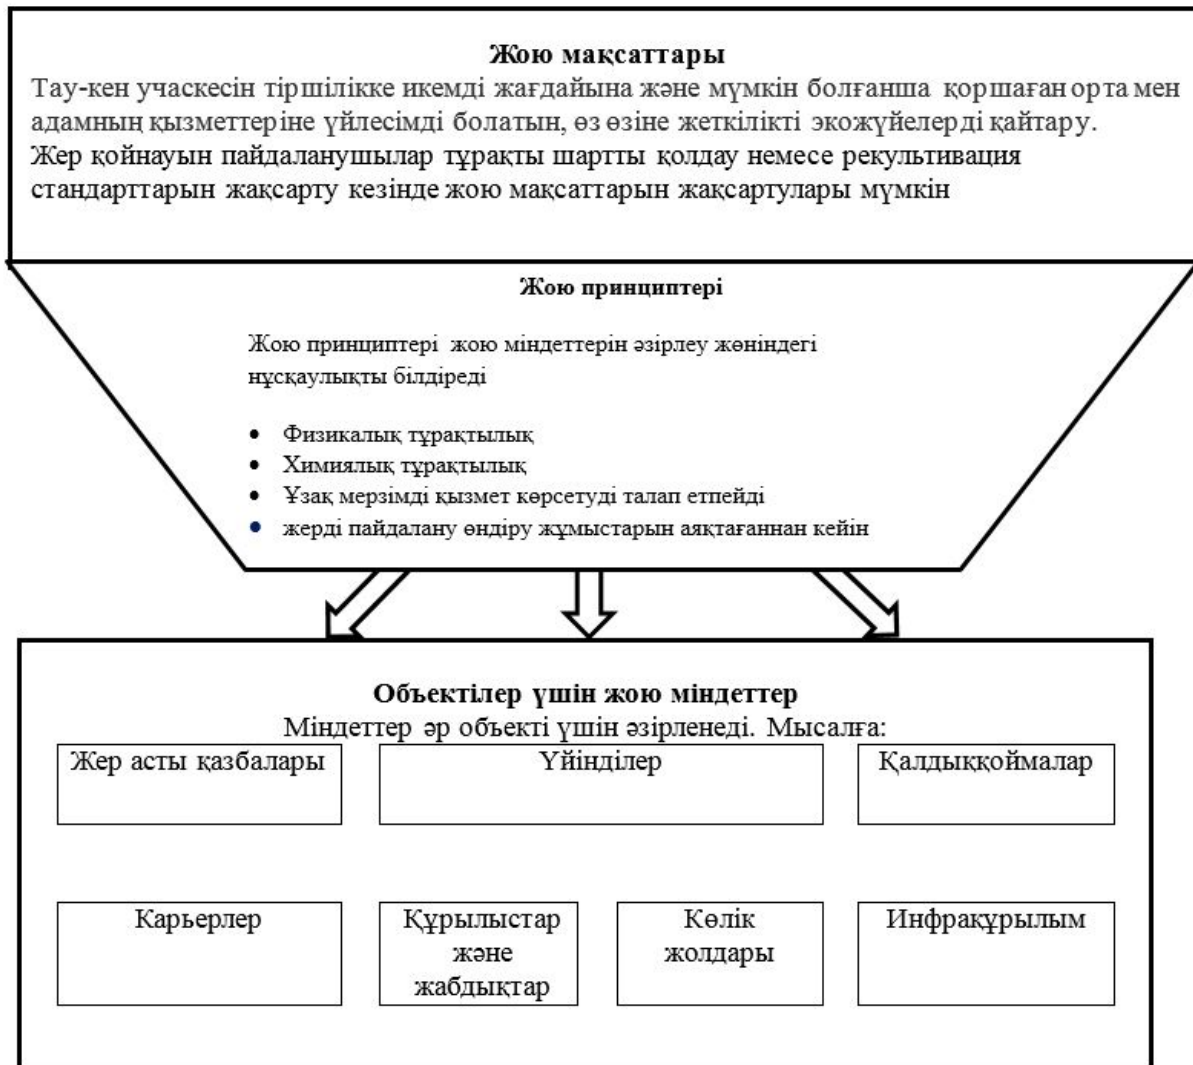 Жою мақсаттары
Тау-кен учаскесін тіршілікке икемді жағдайына және мүмкін болғанша қоршаған орта мен
адамның қызметтеріне үйлесімді болатын, өз өзіне жеткілікті экожүйелерді қайтару.
Жер қойнауын пайдаланушылар тұрақты шартты қолдау немесе рекультивация
стандарттарын жақсарту кезінде жою мақсаттарын жақсартулары мүмкін
Жою принциптері
Жою принциптері жою міндеттерін әзірлеу жөніндегі
нұсқаулықты білдіреді
• Физикалық тұрақтылық
• Химиялық тұрақтылық
• Ұзақ мерзімді қызмет көрсетуді талап етпейді
• жерді пайдалану өндіру жұмыстарын аяқтағаннан кейін
Объектілер үшін жою міндеттер
Міндеттер әр объекті үшін әзірленеді. Мысалға:
Жер асты қазбалары
Үйінділер
Қалдыққоймалар
Карьерлер
Құрылыстар
және
жабдықтар
Көлік
жолдары
Инфрақұрылым